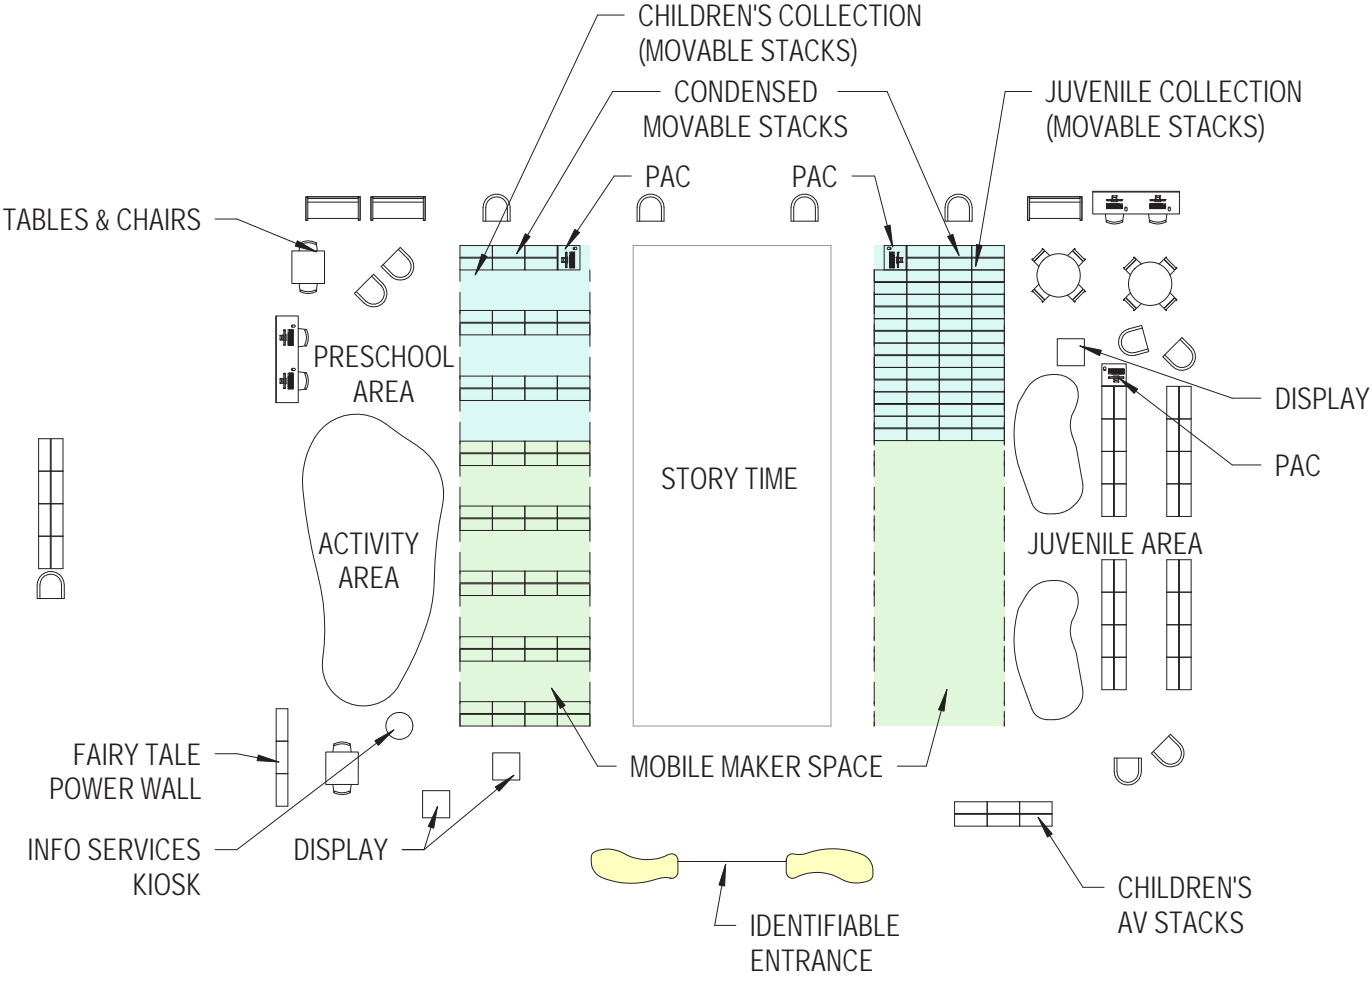 CHILDREN'S COLLECTION
(MOVABLE STACKS)
CONDENSED
MOVABLE STACKS
JUVENILE COLLECTION
(MOVABLE STACKS)
PAC
PAC
TABLES & CHAIRS
PRESCHOOL
AREA
DISPLAY
PAC
STORY TIME
ACTIVITY
AREA
JUVENILE AREA
FAIRY TALE
POWER WALL
MOBILE MAKER SPACE
INFO SERVICES
KIOSK
DISPLAY
CHILDREN'S
AV STACKS
IDENTIFIABLE
ENTRANCE